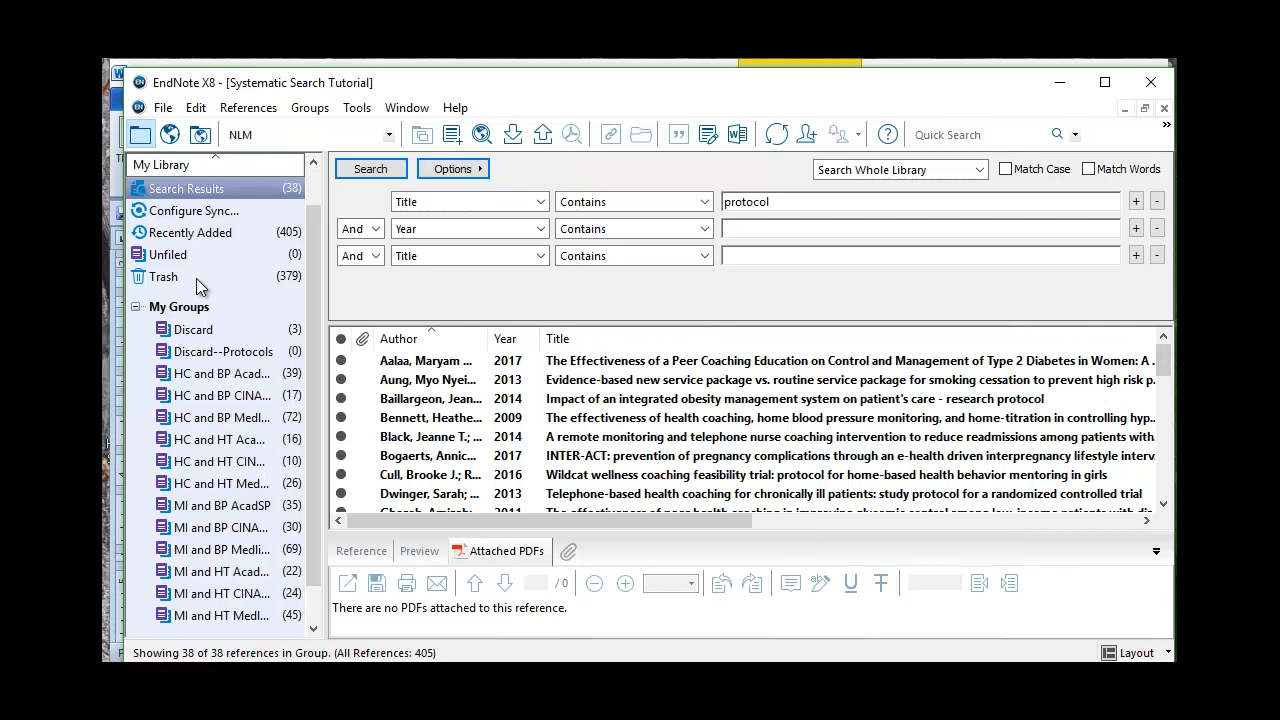 EndNote X8 - [Systematic Search Tutorial]
File Edit References Groups Tools Window Help
NLM
Quick Search
My Library
Search Results (38)
Configure Sync...
Recently Added (405)
Unfiled (0)
Trash (379)
My Groups
Discard (3)
Discard--Protocols (0)
HC and BP Acad... (39)
HC and BP CINA... (17)
HC and BP Medl... (72)
HC and HT Aca... (16)
HC and HT CIN... (10)
HC and HT Med... (26)
MI and BP AcadSP (35)
MI and BP CINA... (30)
MI and BP Medli... (69)
MI and HT Acad... (22)
MI and HT CINA... (24)
MI and HT Medl... (45)
Search Options Search Whole Library Match Case Match Words
Title Contains protocol + -
And Year Contains + -
And Title Contains + -
Author Year Title
Aalaa, Maryam ... 2017 The Effectiveness of a Peer Coaching Education on Control and Management of Type 2 Diabetes in Women: A .
Aung, Myo Nyei... 2013 Evidence-based new service package vs. routine service package for smoking cessation to prevent high risk p...
Baillargeon, Jean... 2014 Impact of an integrated obesity management system on patient's care - research protocol
Bennett, Heathe... 2009 The effectiveness of health coaching, home blood pressure monitoring, and home-titration in controlling hyp...
Black, Jeanne T.; ... 2014 A remote monitoring and telephone nurse coaching intervention to reduce readmissions among patients with...
Bogaerts, Annic... 2017 INTER-ACT: prevention of pregnancy complications through an e-health driven interpregnancy lifestyle interv...
Cull, Brooke J.; R... 2016 Wildcat wellness coaching feasibility trial: protocol for home-based health behavior mentoring in girls
Dwinger, Sarah; ... 2013 Telephone-based health coaching for chronically ill patients: study protocol for a randomized controlled trial
Reference Preview Attached PDFs
/ 0
There are no PDFs attached to this reference.
Showing 38 of 38 references in Group. (All References: 405)
Layout